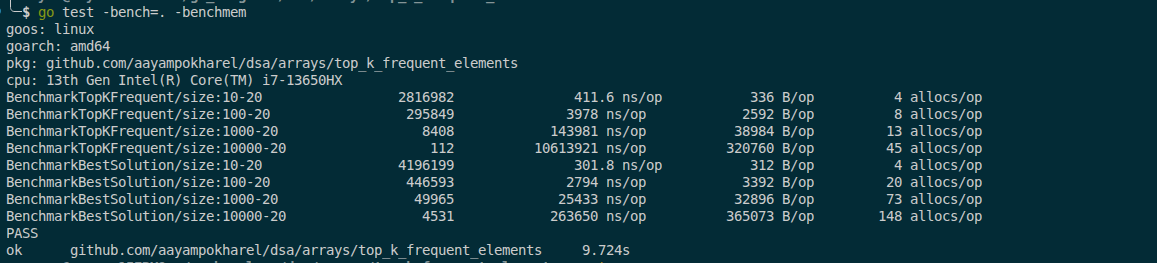 $ go test -bench=. -benchmem
goos: linux
goarch: amd64
pkg: github.com/aayampokharel/dsa/arrays/top_k_frequent_elements
cpu: 13th Gen Intel(R) Core(TM) i7-13650HX
BenchmarkTopKFrequent/size:10-20 2816982 411.6 ns/op 336 B/op 4 allocs/op
BenchmarkTopKFrequent/size:100-20 295849 3978 ns/op 2592 B/op 8 allocs/op
BenchmarkTopKFrequent/size:1000-20 8408 143981 ns/op 38984 B/op 13 allocs/op
BenchmarkTopKFrequent/size:10000-20 112 10613921 ns/op 320760 B/op 45 allocs/op
BenchmarkBestSolution/size:10-20 4196199 301.8 ns/op 312 B/op 4 allocs/op
BenchmarkBestSolution/size:100-20 446593 2794 ns/op 3392 B/op 20 allocs/op
BenchmarkBestSolution/size:1000-20 49965 25433 ns/op 32896 B/op 73 allocs/op
BenchmarkBestSolution/size:10000-20 4531 263650 ns/op 365073 B/op 148 allocs/op
PASS
ok github.com/aayampokharel/dsa/arrays/top_k_frequent_elements 9.724s